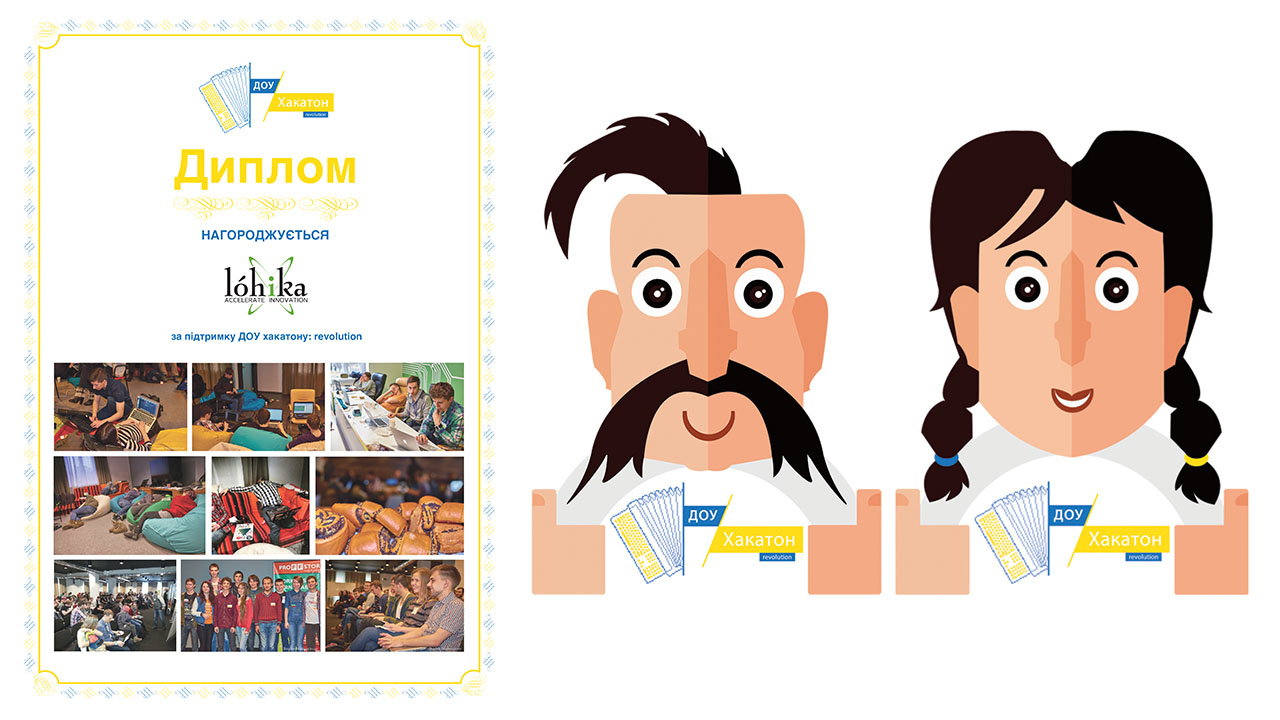 ДОУ
Хакатон
revolution
Диплом
НАГОРОДЖУЄТЬСЯ
lóhika
ACCELERATE INNOVATION
за підтримку ДОУ хакатону: revolution
ДОУ
Хакатон
revolution
ДОУ
Хакатон
revolution